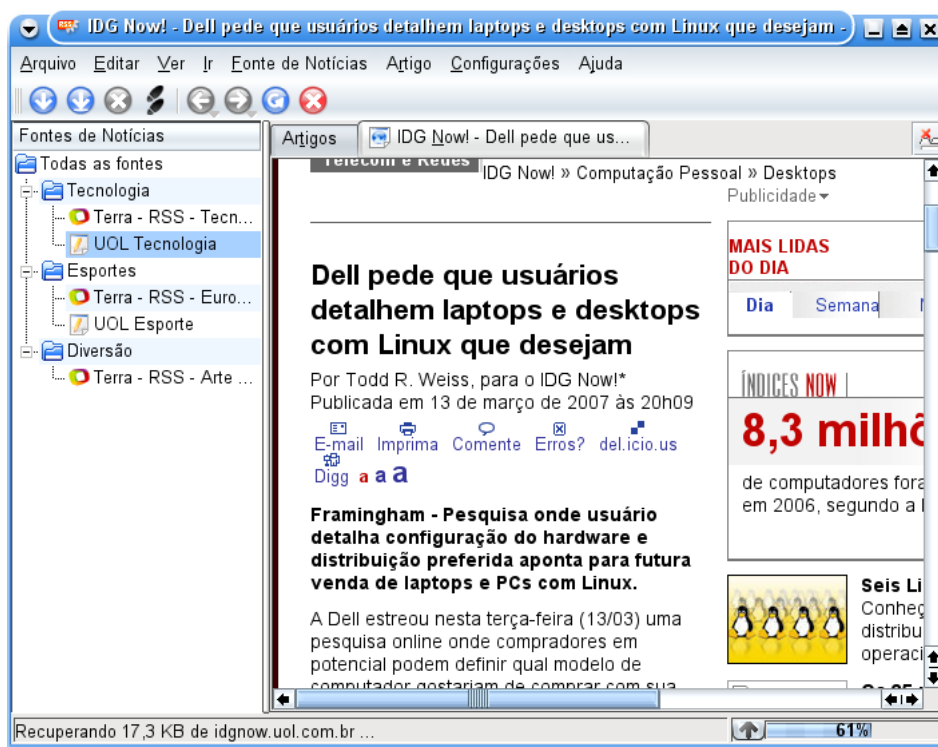 IDG Now! - Dell pede que usuários detalhem laptops e desktops com Linux que desejam -
Arquivo Editar Ver Ir Fonte de Notícias Artigo Configurações Ajuda
Fontes de Notícias
Todas as fontes
Tecnologia
Terra - RSS - Tecn...
UOL Tecnologia
Esportes
Terra - RSS - Euro...
UOL Esporte
Diversão
Terra - RSS - Arte ...
Artigos
IDG Now! - Dell pede que us...
Telecom e Redes
IDG Now! » Computação Pessoal » Desktops
Publicidade
Dell pede que usuários
detalhem laptops e desktops
com Linux que desejam
Por Todd R. Weiss, para o IDG Now!*
Publicada em 13 de março de 2007 às 20h09
E-mail Imprima Comente Erros? del.icio.us
Digg a a a
Framingham - Pesquisa onde usuário
detalha configuração do hardware e
distribuição preferida aponta para futura
venda de laptops e PCs com Linux.
A Dell estreou nesta terça-feira (13/03) uma
pesquisa online onde compradores em
potencial podem definir qual modelo de
computador gostariam de comprar com sua
MAIS LIDAS
DO DIA
Dia Semana
ÍNDICES NOW
8,3 milhõ
de computadores fora
em 2006, segundo a
Seis Li
Conheç
distribu
operaci
Recuperando 17,3 KB de idgnow.uol.com.br ...
61%